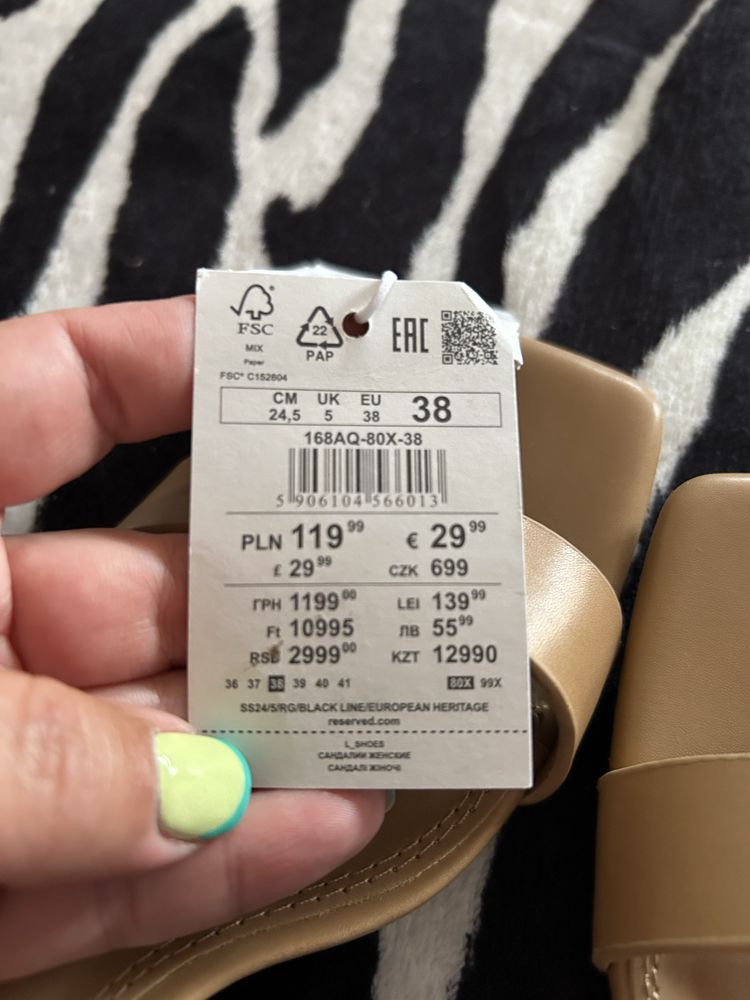 FSC
MIX
Paper
FSC® C152804
22
PAP
EAC
CM UK EU
24,5 5 38 38
168AQ-80X-38
5 906104 566013
PLN 119 99 € 29 99
£ 29 99 CZK 699
ГРН 1199 00 LEI 139 99
Ft 10995 ЛВ 55 99
RSD 2999 00 KZT 12990
36 37 38 39 40 41 80X 99X
SS24/5/RG/BLACK LINE/EUROPEAN HERITAGE
reserved.com
L_SHOES
САНДАЛИИ ЖЕНСКИЕ
САНДАЛІ ЖІНОЧІ